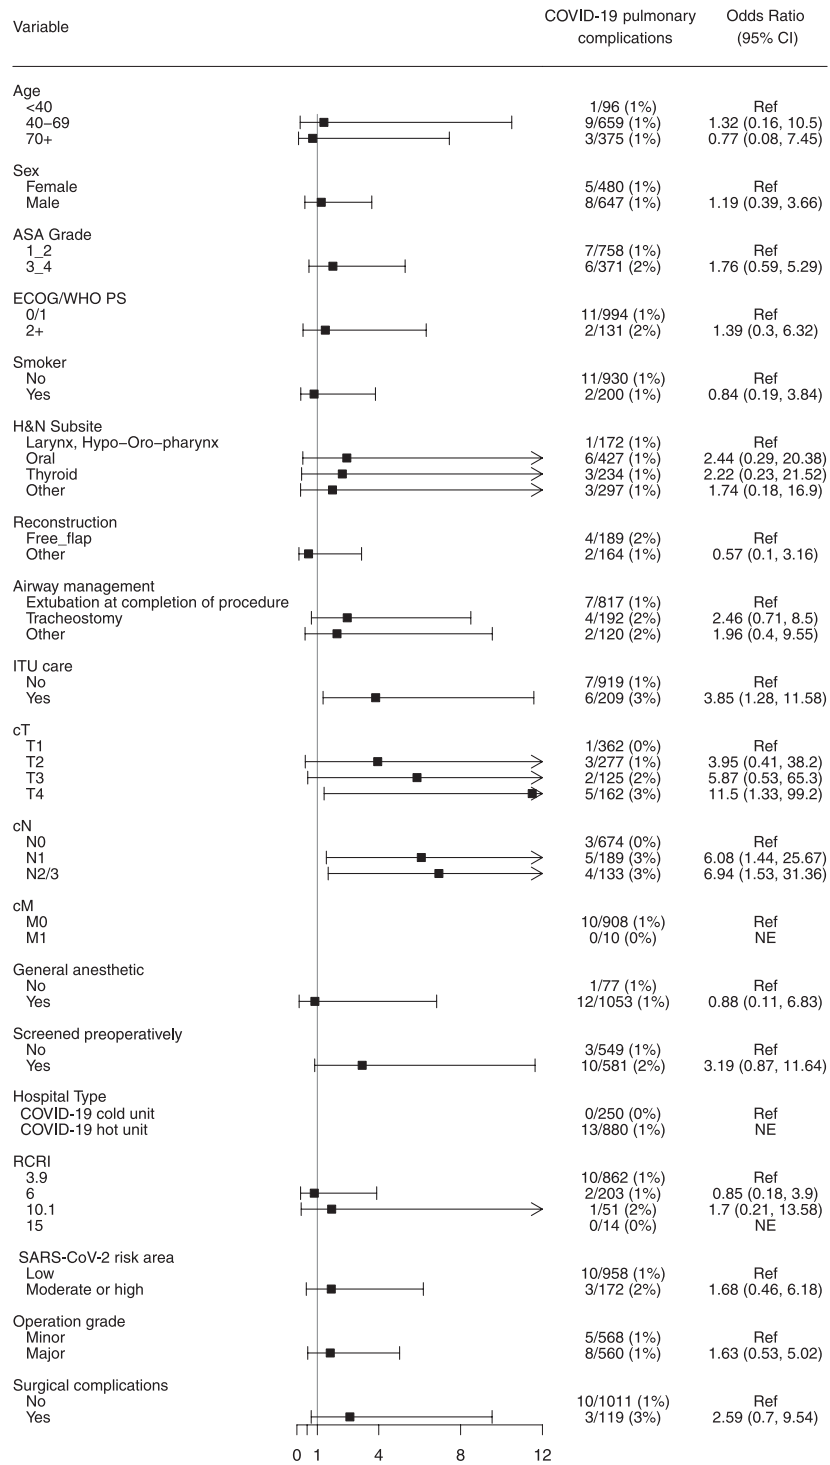 Variable COVID-19 pulmonary complications Odds Ratio (95% CI)
Age
<40 1/96 (1%) Ref
40−69 9/659 (1%) 1.32 (0.16, 10.5)
70+ 3/375 (1%) 0.77 (0.08, 7.45)
Sex
Female 5/480 (1%) Ref
Male 8/647 (1%) 1.19 (0.39, 3.66)
ASA Grade
1_2 7/758 (1%) Ref
3_4 6/371 (2%) 1.76 (0.59, 5.29)
ECOG/WHO PS
0/1 11/994 (1%) Ref
2+ 2/131 (2%) 1.39 (0.3, 6.32)
Smoker
No 11/930 (1%) Ref
Yes 2/200 (1%) 0.84 (0.19, 3.84)
H&N Subsite
Larynx, Hypo−Oro−pharynx 1/172 (1%) Ref
Oral 6/427 (1%) 2.44 (0.29, 20.38)
Thyroid 3/234 (1%) 2.22 (0.23, 21.52)
Other 3/297 (1%) 1.74 (0.18, 16.9)
Reconstruction
Free_flap 4/189 (2%) Ref
Other 2/164 (1%) 0.57 (0.1, 3.16)
Airway management
Extubation at completion of procedure 7/817 (1%) Ref
Tracheostomy 4/192 (2%) 2.46 (0.71, 8.5)
Other 2/120 (2%) 1.96 (0.4, 9.55)
ITU care
No 7/919 (1%) Ref
Yes 6/209 (3%) 3.85 (1.28, 11.58)
cT
T1 1/362 (0%) Ref
T2 3/277 (1%) 3.95 (0.41, 38.2)
T3 2/125 (2%) 5.87 (0.53, 65.3)
T4 5/162 (3%) 11.5 (1.33, 99.2)
cN
N0 3/674 (0%) Ref
N1 5/189 (3%) 6.08 (1.44, 25.67)
N2/3 4/133 (3%) 6.94 (1.53, 31.36)
cM
M0 10/908 (1%) Ref
M1 0/10 (0%) NE
General anesthetic
No 1/77 (1%) Ref
Yes 12/1053 (1%) 0.88 (0.11, 6.83)
Screened preoperatively
No 3/549 (1%) Ref
Yes 10/581 (2%) 3.19 (0.87, 11.64)
Hospital Type
COVID-19 cold unit 0/250 (0%) Ref
COVID-19 hot unit 13/880 (1%) NE
RCRI
3.9 10/862 (1%) Ref
6 2/203 (1%) 0.85 (0.18, 3.9)
10.1 1/51 (2%) 1.7 (0.21, 13.58)
15 0/14 (0%) NE
SARS-CoV-2 risk area
Low 10/958 (1%) Ref
Moderate or high 3/172 (2%) 1.68 (0.46, 6.18)
Operation grade
Minor 5/568 (1%) Ref
Major 8/560 (1%) 1.63 (0.53, 5.02)
Surgical complications
No 10/1011 (1%) Ref
Yes 3/119 (3%) 2.59 (0.7, 9.54)
0 1 4 8 12